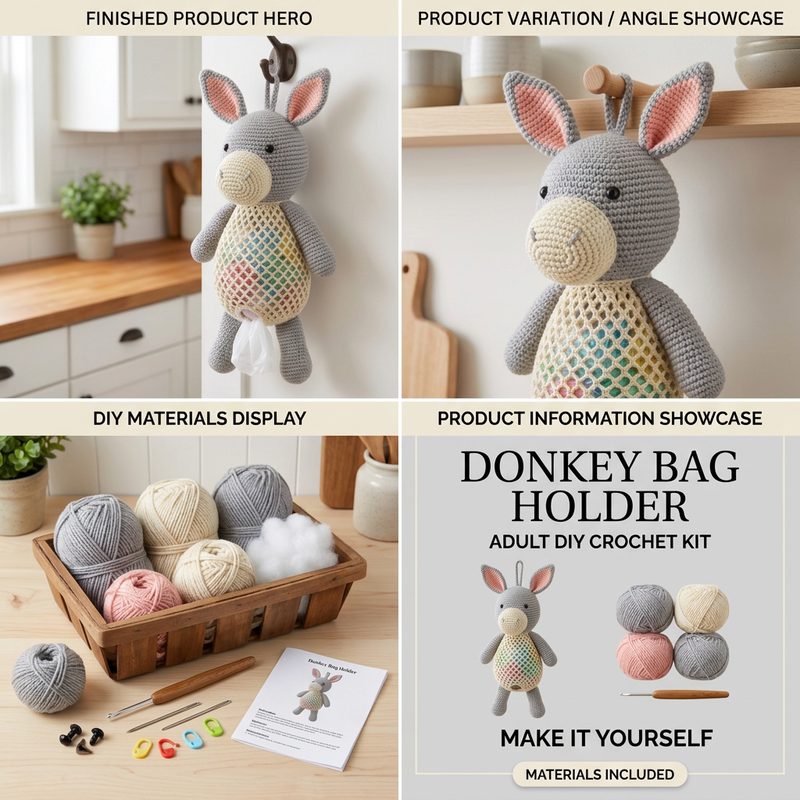 FINISHED PRODUCT HERO
PRODUCT VARIATION / ANGLE SHOWCASE
DIY MATERIALS DISPLAY
Donkey Bag Holder
PRODUCT INFORMATION SHOWCASE
DONKEY BAG
HOLDER
ADULT DIY CROCHET KIT
MAKE IT YOURSELF
MATERIALS INCLUDED